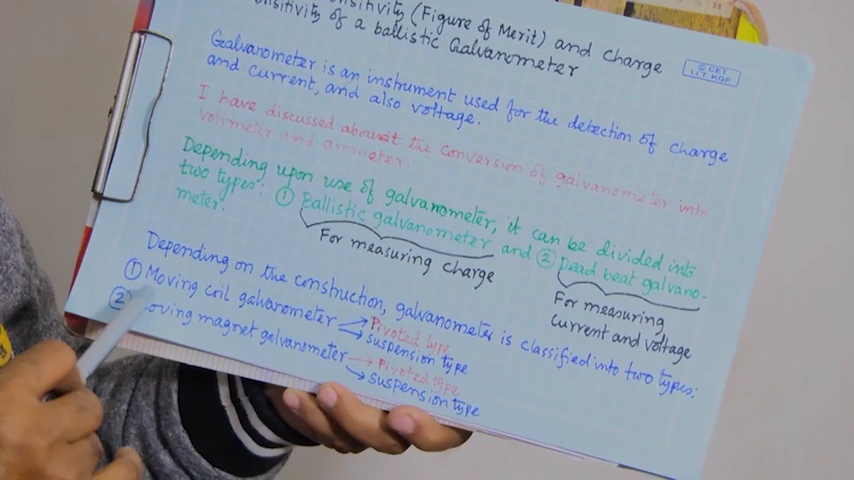 (Figure of Merit) and charge
sensitivity of a ballistic Galvanometer
C CET
I.I.T. KGP
Galvanometer is an instrument used for the detection of charge
and current, and also voltage.
I have discussed about the conversion of galvanometer into
voltmeter and ammeter.
Depending upon use of galvanometer, it can be divided into
two types: ① Ballistic galvanometer and ② Dead beat galvano-
meter.
For measuring charge
For measuring
current and voltage
Depending on the construction, galvanometer is classified into two types:
① Moving coil galvanometer
Pivoted type
suspension type
② Moving magnet galvanometer
Pivoted type
suspension type